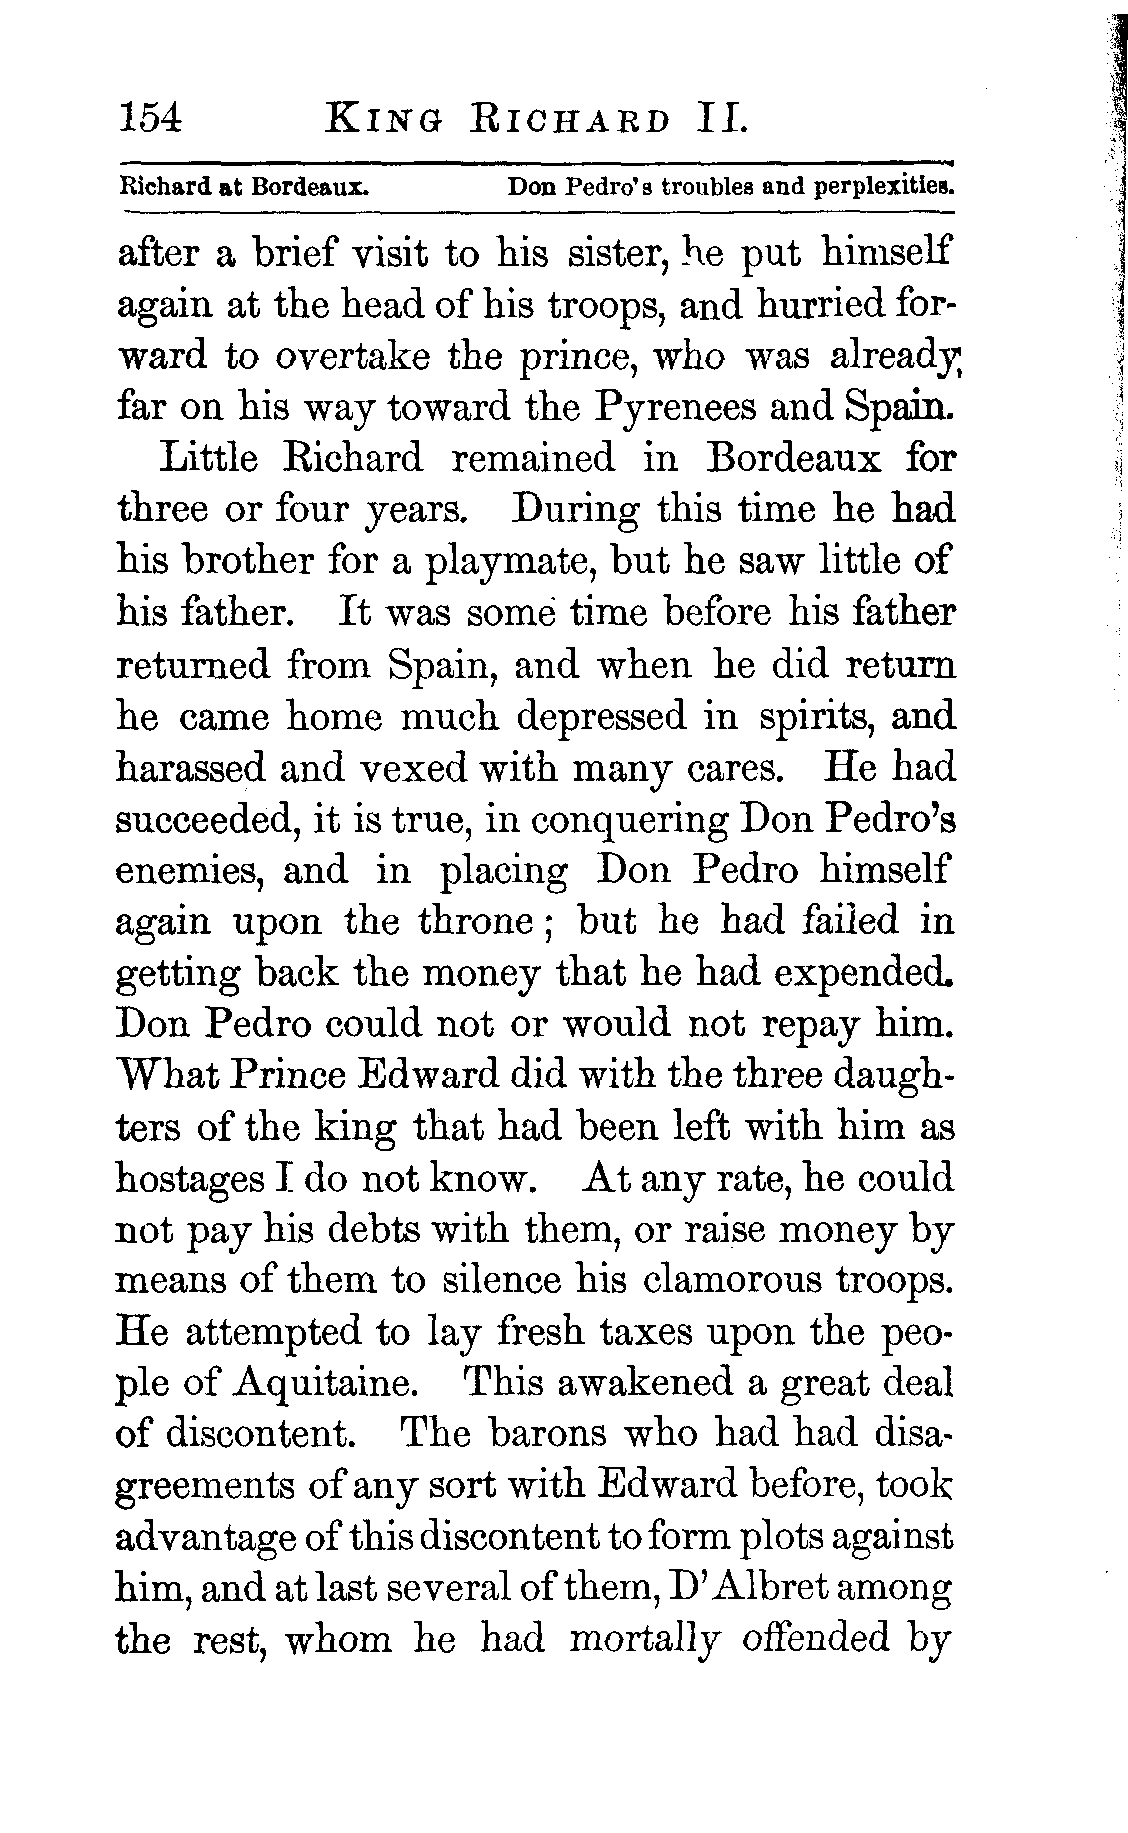 154 KING RICHARD II.
Richard at Bordeaux. Don Pedro's troubles and perplexities.
after a brief visit to his sister, he put himself
again at the head of his troops, and hurried for-
ward to overtake the prince, who was already
far on his way toward the Pyrenees and Spain.
Little Richard remained in Bordeaux for
three or four years. During this time he had
his brother for a playmate, but he saw little of
his father. It was some time before his father
returned from Spain, and when he did return
he came home much depressed in spirits, and
harassed and vexed with many cares. He had
succeeded, it is true, in conquering Don Pedro's
enemies, and in placing Don Pedro himself
again upon the throne; but he had failed in
getting back the money that he had expended.
Don Pedro could not or would not repay him.
What Prince Edward did with the three daugh-
ters of the king that had been left with him as
hostages I do not know. At any rate, he could
not pay his debts with them, or raise money by
means of them to silence his clamorous troops.
He attempted to lay fresh taxes upon the peo-
ple of Aquitaine. This awakened a great deal
of discontent. The barons who had had disa-
greements of any sort with Edward before, took
advantage of this discontent to form plots against
him, and at last several of them, D'Albret among
the rest, whom he had mortally offended by